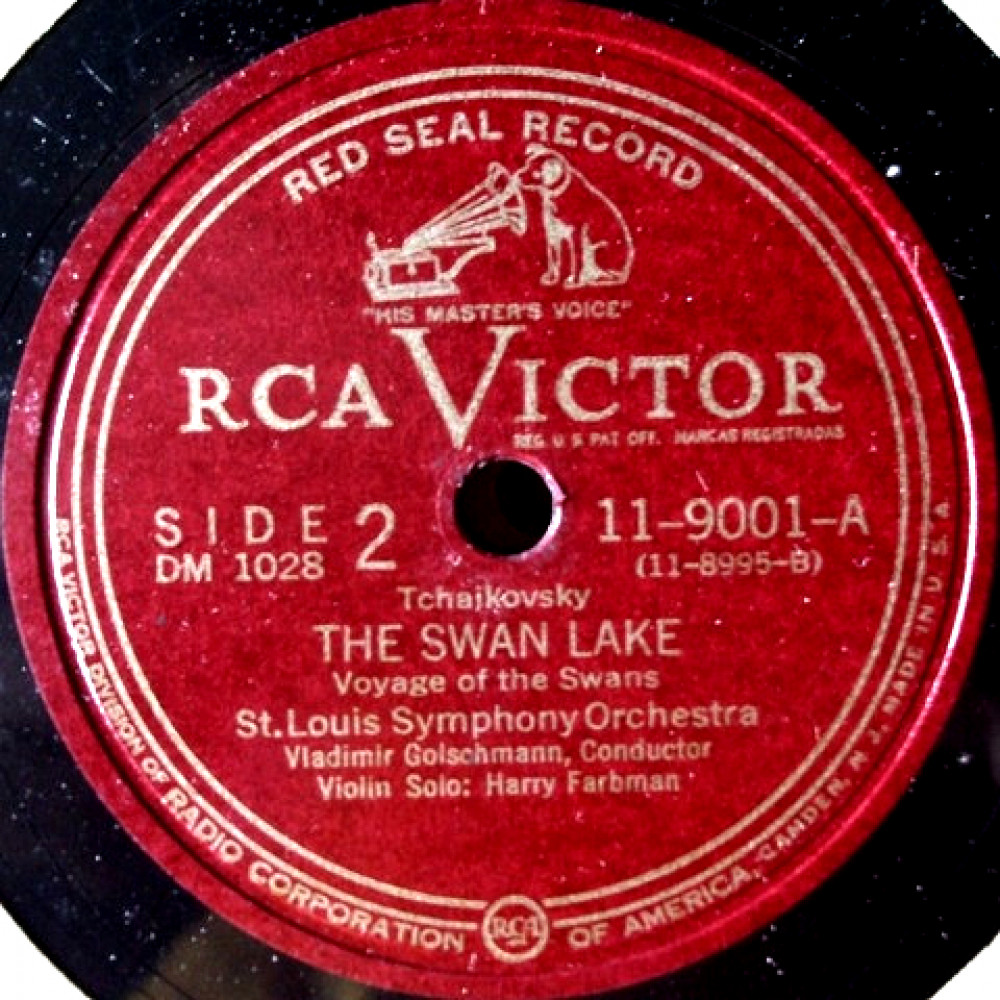 RED SEAL RECORD
"HIS MASTER'S VOICE"
RCA VICTOR
REG. U S PAT OFF. MARCAS REGISTRADAS
SIDE 2
11-9001-A
DM 1028
(11-8995-B)
Tchaikovsky
THE SWAN LAKE
Voyage of the Swans
St. Louis Symphony Orchestra
Vladimir Golschmann, Conductor
Violin Solo: Harry Farbman
RCA VICTOR DIVISION OF RADIO CORPORATION OF AMERICA, CAMDEN, N J. MADE IN U. S. A.
RCA